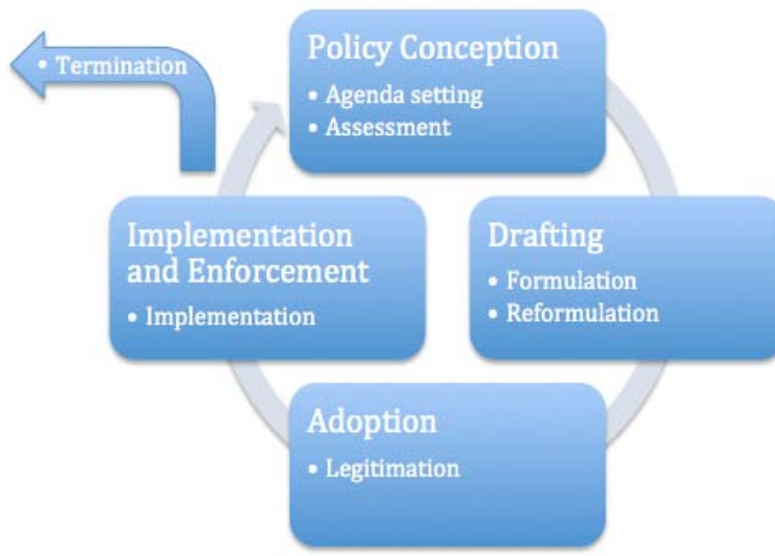 • Termination
Policy Conception
• Agenda setting
• Assessment
Implementation
and Enforcement
• Implementation
Drafting
• Formulation
• Reformulation
Adoption
• Legitimation